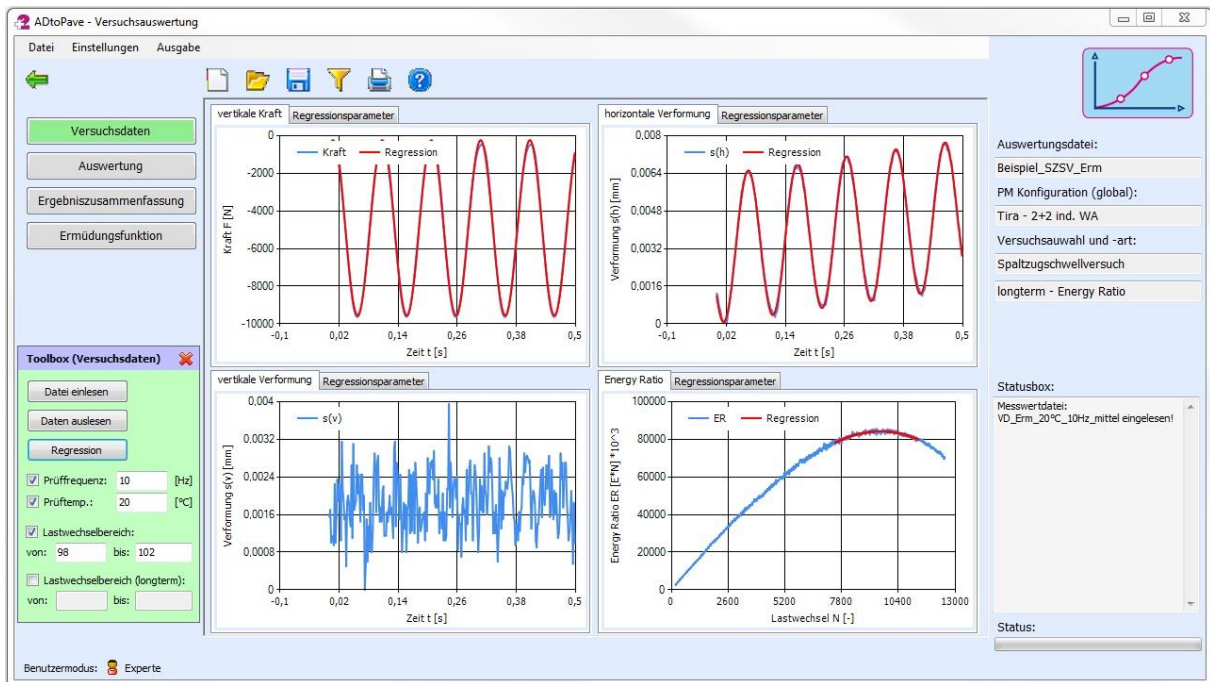 ADtoPave - Versuchsauswertung
Datei Einstellungen Ausgabe
Versuchsdaten
Auswertung
Ergebniszusammenfassung
Ermüdungsfunktion
Toolbox (Versuchsdaten)
Datei einlesen
Daten auslesen
Regression
Prüffrequenz: 10 [Hz]
Prüftemp.: 20 [°C]
Lastwechselbereich:
von: 98 bis: 102
Lastwechselbereich (longterm):
von: bis:
Benutzermodus: Experte
vertikale Kraft Regressionsparameter
Kraft Regression
Kraft F [N]
0
-2000
-4000
-6000
-8000
-10000
-0,1 0,02 0,14 0,26 0,38 0,5
Zeit t [s]
horizontale Verformung Regressionsparameter
s(h) Regression
Verformung s(h) [mm]
0,008
0,0064
0,0048
0,0032
0,0016
0
-0,1 0,02 0,14 0,26 0,38 0,5
Zeit t [s]
vertikale Verformung Regressionsparameter
s(v)
Verformung s(v) [mm]
0,004
0,0032
0,0024
0,0016
0,0008
0
-0,1 0,02 0,14 0,26 0,38 0,5
Zeit t [s]
Energy Ratio Regressionsparameter
ER Regression
Energy Ratio ER [E*N] *10^3
100000
80000
60000
40000
20000
0
0 2600 5200 7800 10400 13000
Lastwechsel N [-]
Auswertungsdatei:
Beispiel_SZSV_Erm
PM Konfiguration (global):
Tira - 2+2 ind. WA
Versuchsauwahl und -art:
Spaltzugschwellversuch
longterm - Energy Ratio
Statusbox:
Messwertdatei:
VD_Erm_20°C_10Hz_mittel eingelesen!
Status: